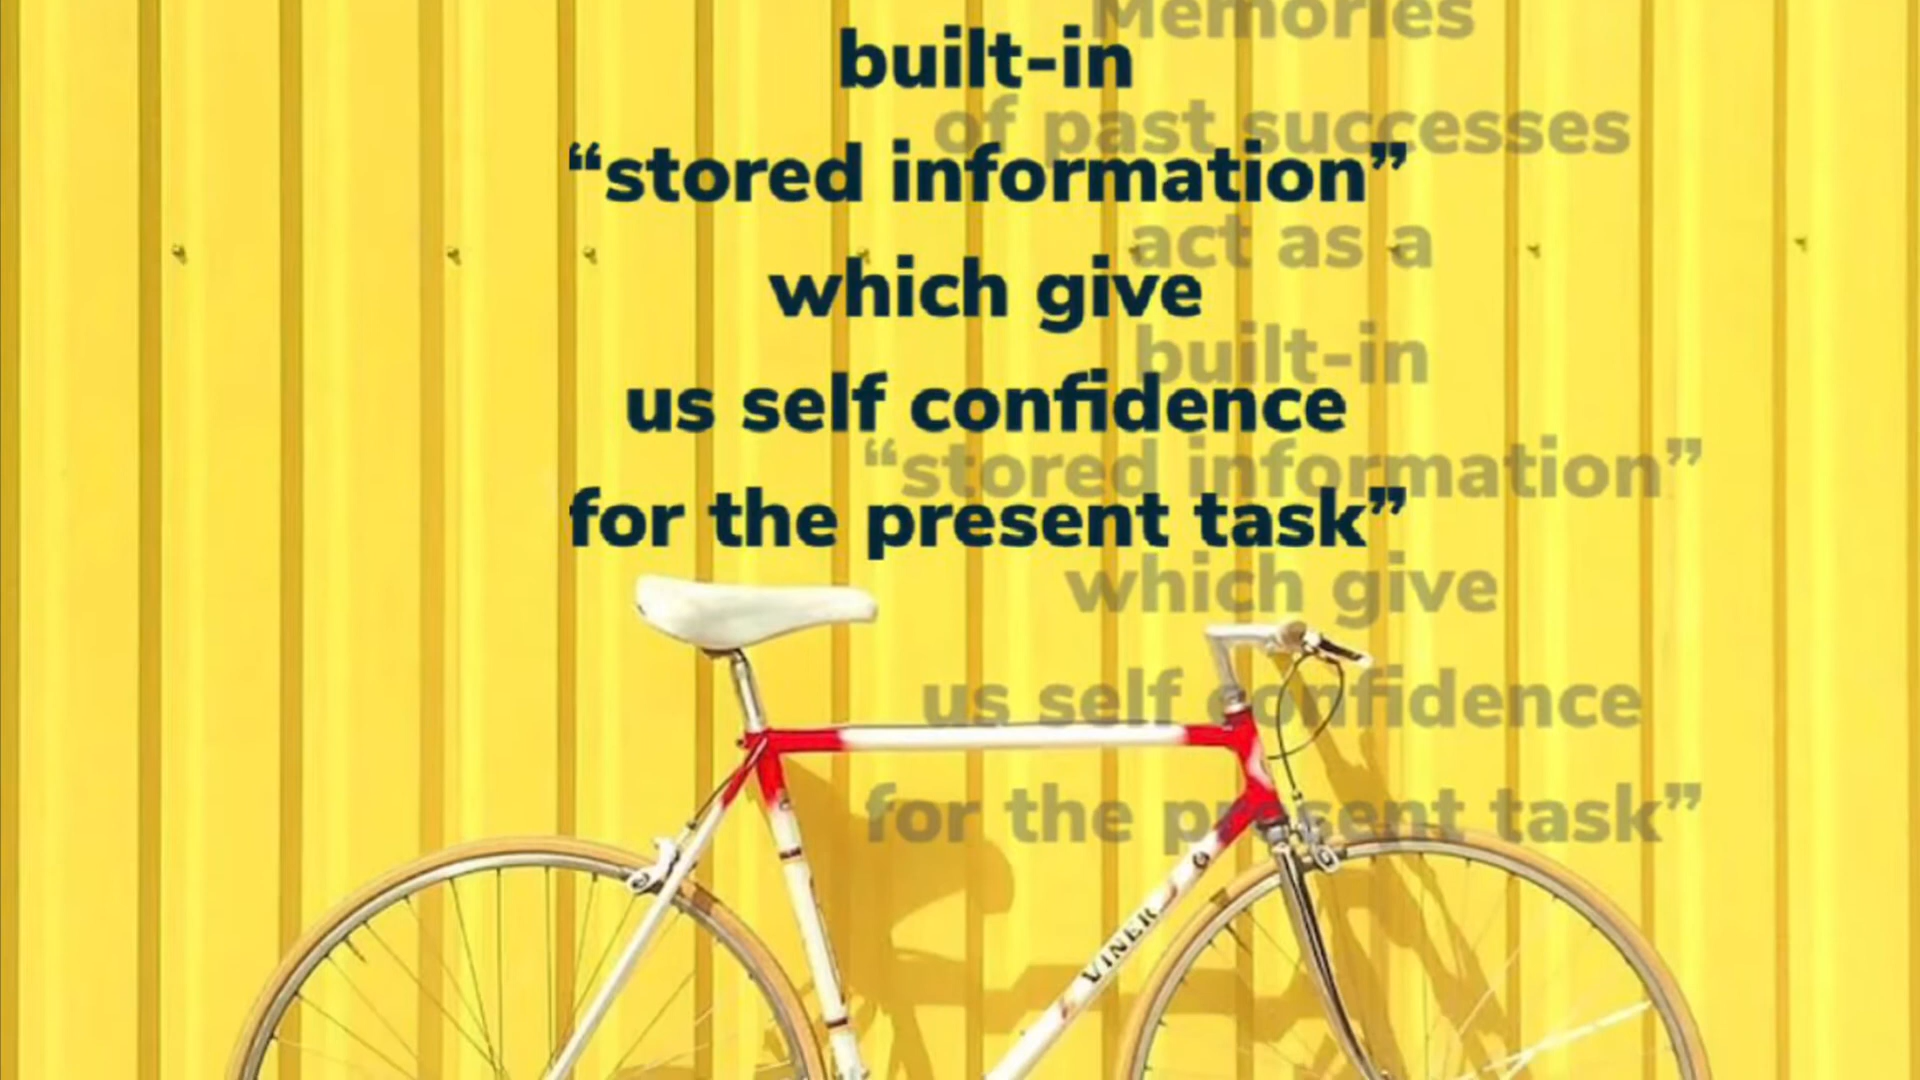 built-in
“stored information”
which give
us self confidence
for the present task”
Memories
of past successes
act as a
built-in
“stored information”
which give
us self confidence
for the present task”
VINER